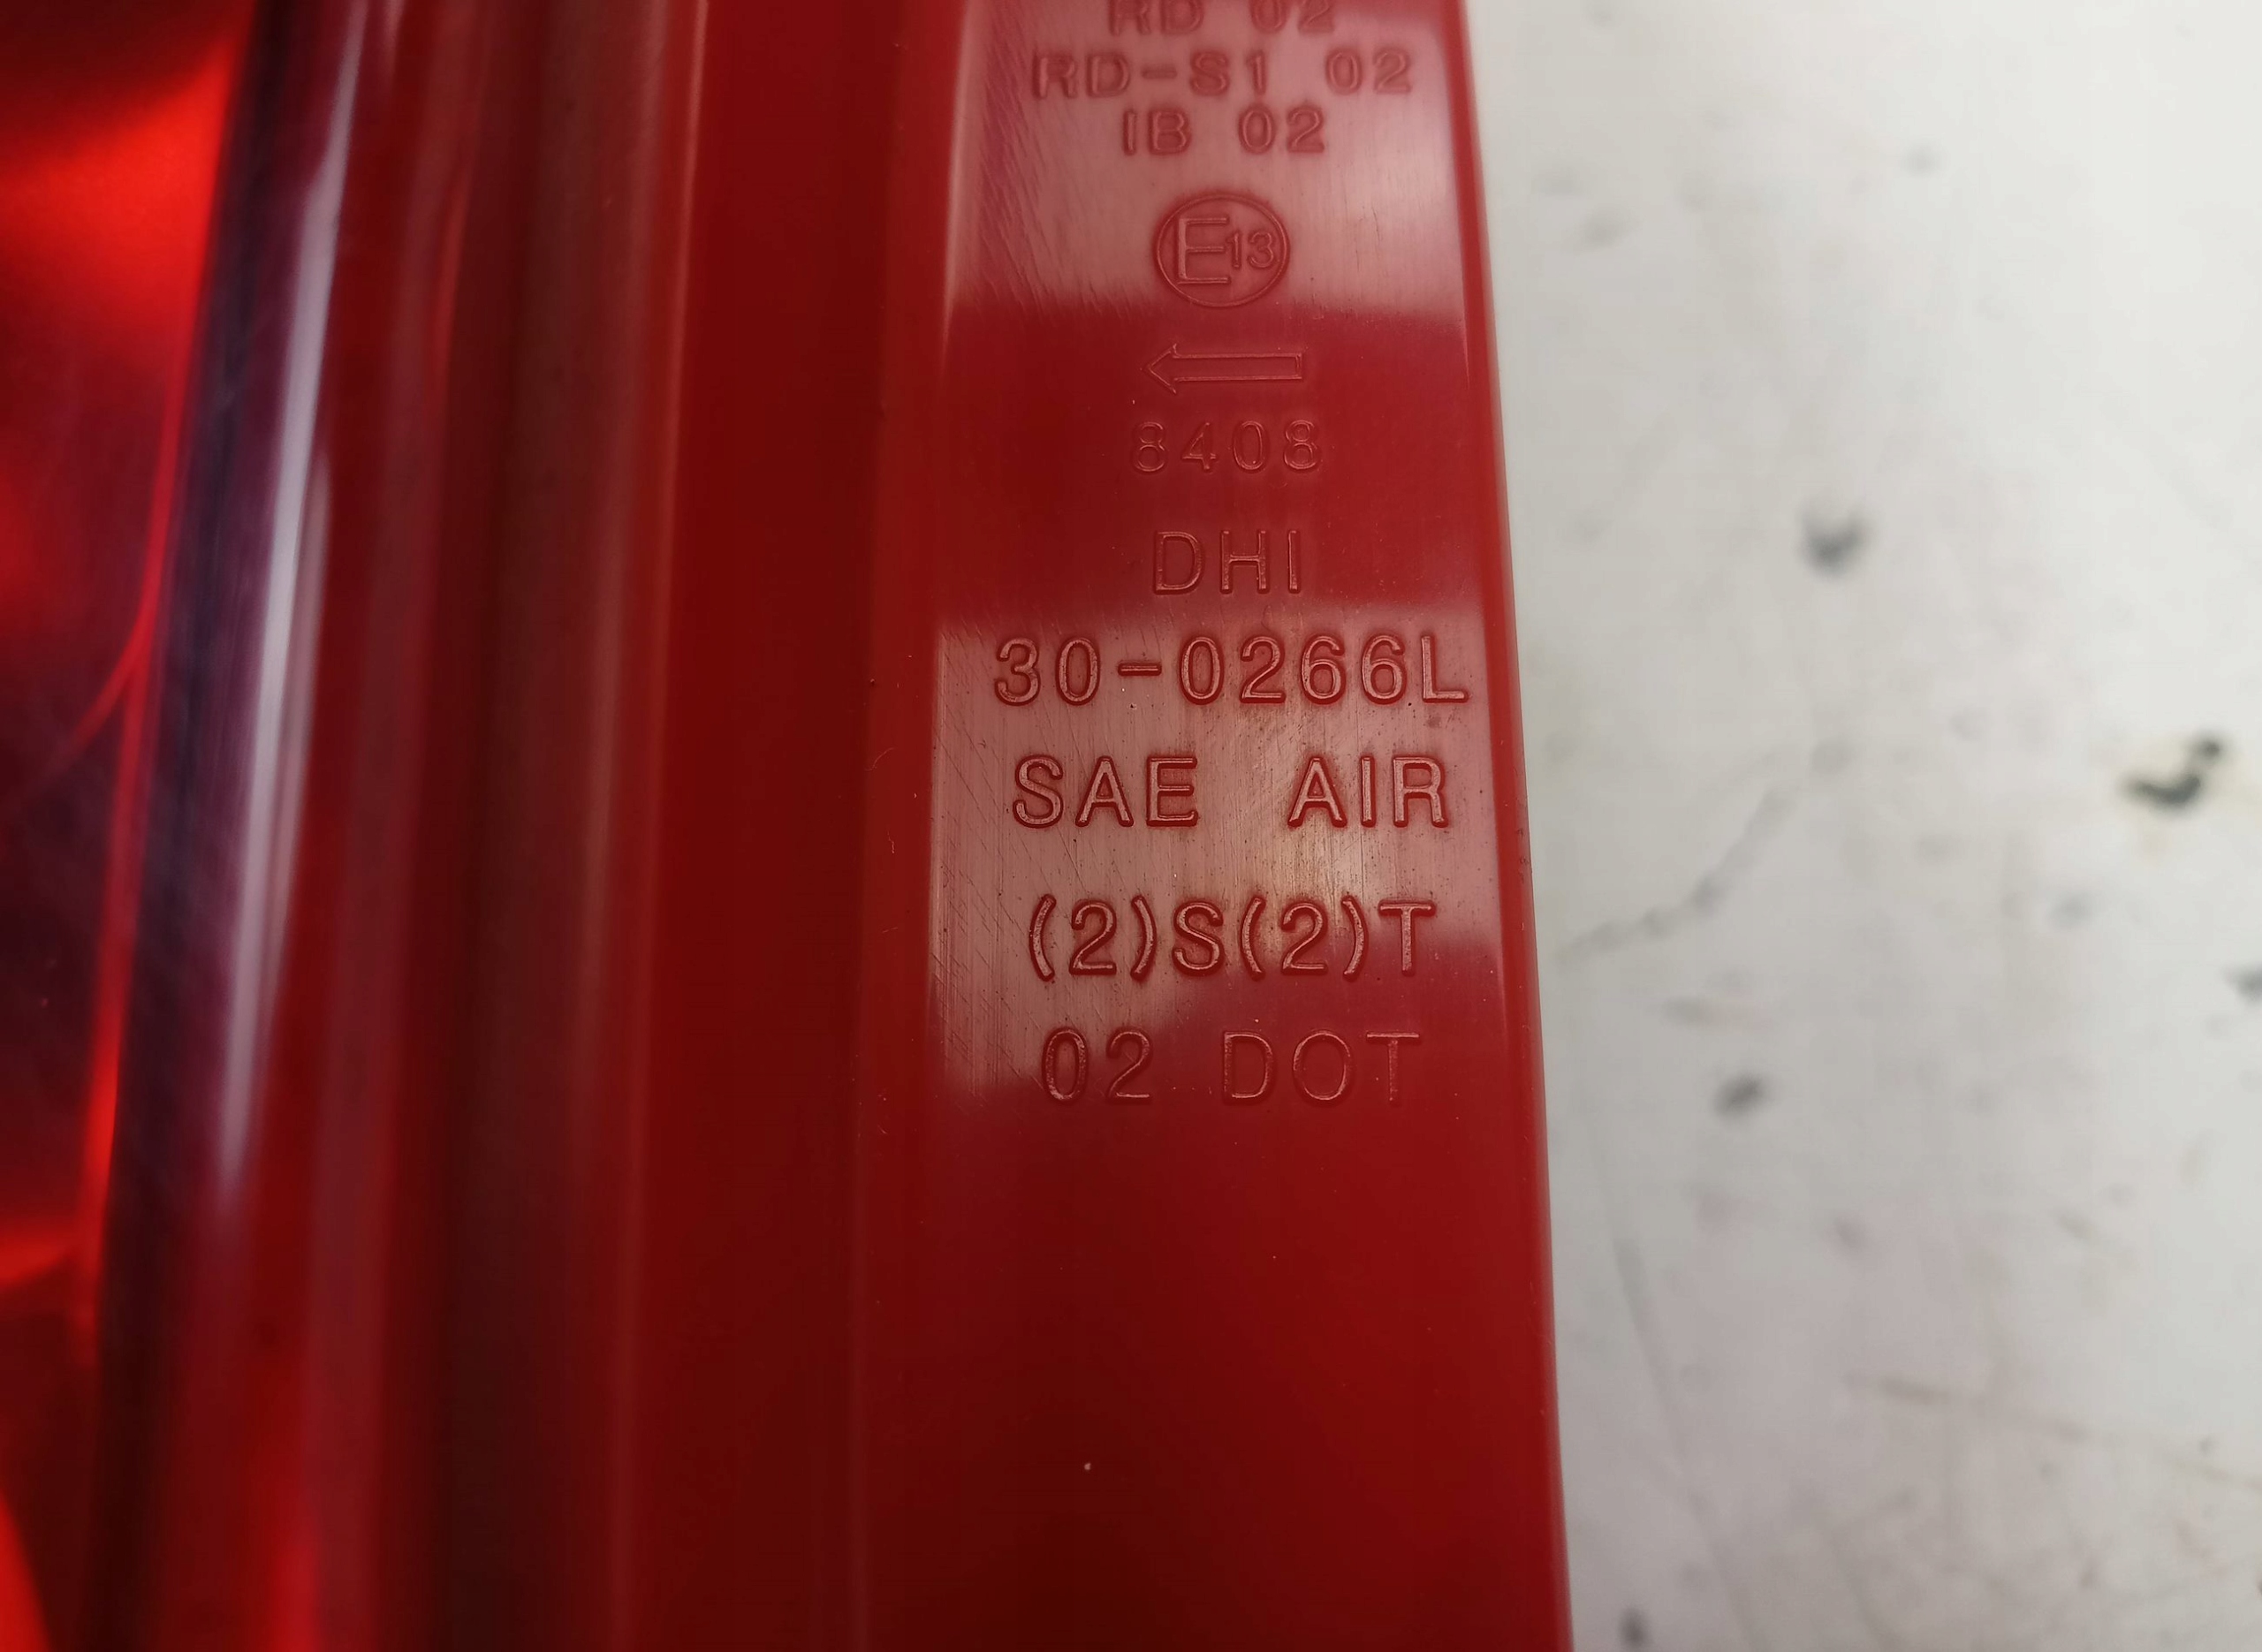 RD 02
RD-S1 02
IB 02
E13
8408
DHI
30-0266L
SAE AIR
(2)S(2)T
02 DOT